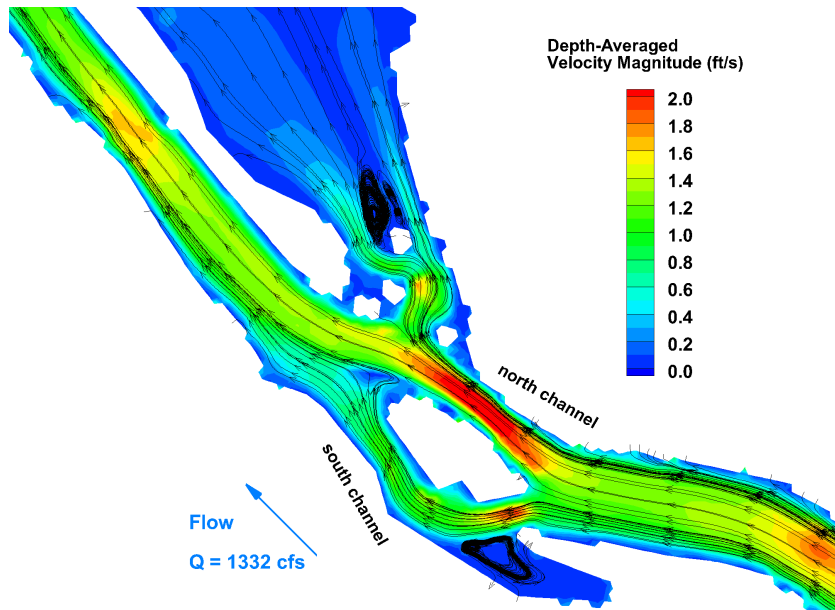 Depth-Averaged
Velocity Magnitude (ft/s)
2.0
1.8
1.6
1.4
1.2
1.0
0.8
0.6
0.4
0.2
0.0
north channel
south channel
Flow
Q = 1332 cfs